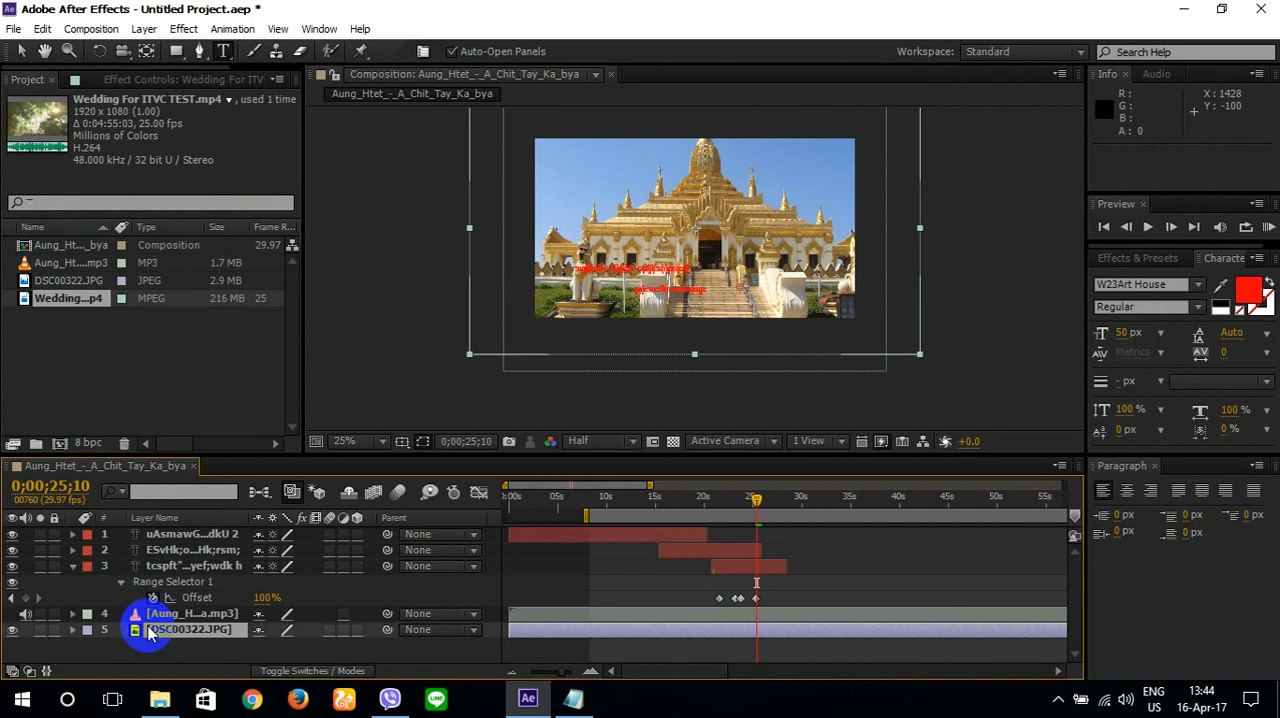 Adobe After Effects - Untitled Project.aep *
File Edit Composition Layer Effect Animation View Window Help
Auto-Open Panels
Workspace: Standard
Search Help
Project
Effect Controls: Wedding For ITV
Composition: Aung_Htet_-_A_Chit_Tay_Ka_bya
Info Audio
Wedding For ITVC TEST.mp4 , used 1 time
1920 x 1080 (1.00)
Δ 0:04:55:03, 25.00 fps
Millions of Colors
H.264
48.000 kHz / 32 bit U / Stereo
Aung_Htet_-_A_Chit_Tay_Ka_bya
R : X : 1428
G : Y : -100
B :
A : 0
Preview
Name Type Size Frame R...
Aung_Ht..._bya Composition 29.97
Aung_Ht...mp3 MP3 1.7 MB
DSC00322.JPG JPEG 2.9 MB
Wedding...p4 MPEG 216 MB 25
Effects & Presets Characte
W23Art House
Regular
50 px Auto
Metrics 0
- px
100 % 100 %
0 px 0 %
8 bpc
25% 0;00;25;10 Half Active Camera 1 View +0.0
Aung_Htet_-_A_Chit_Tay_Ka_bya
Paragraph
0;00;25;10
00760 (29.97 fps)
:00s 05s 10s 15s 20s 25s 30s 35s 40s 45s 50s 55s
# Layer Name Parent
1 T uAsmawG...dkU 2 None
2 T ESvHk;o...Hk;rsm; None
3 T tcspft"...yef;wdk h None
Range Selector 1
Offset 100%
4 [Aung_H...a.mp3] None
5 [DSC00322.JPG] None
0 px 0 px 0 px
0 px 0 px
Toggle Switches / Modes
ENG
US
13:44
16-Apr-17